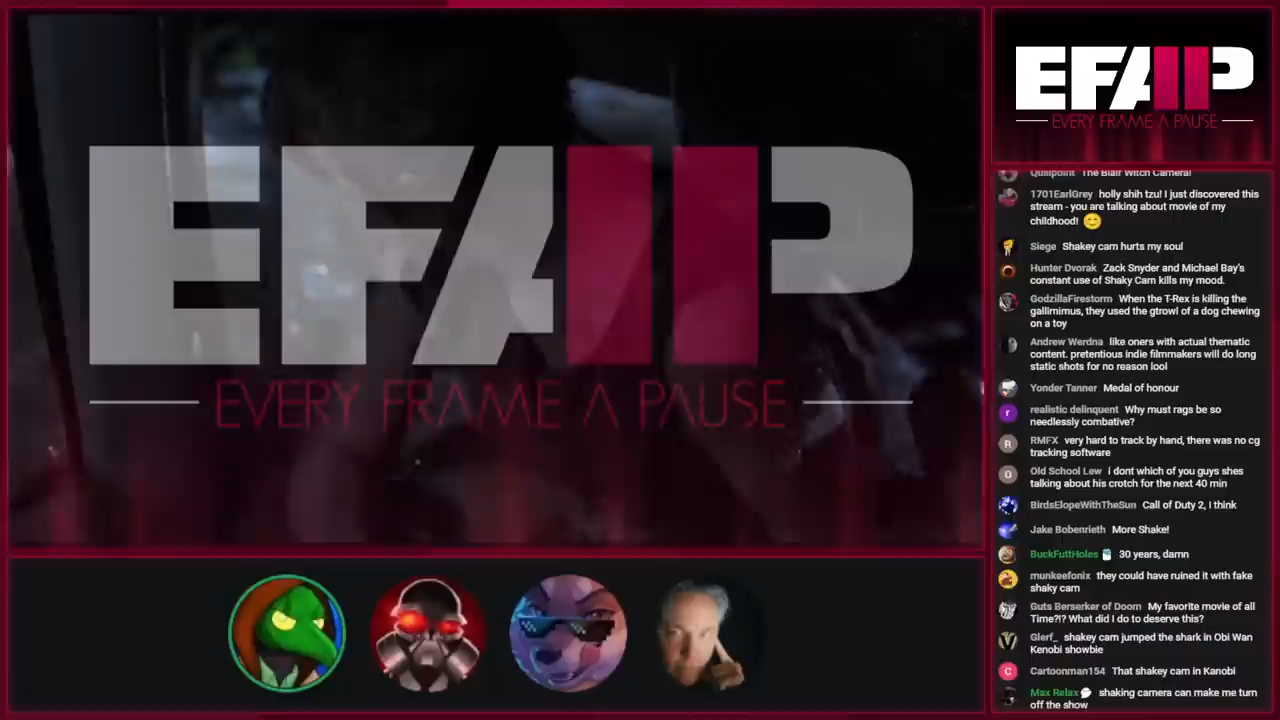 EFAP
EVERY FRAME A PAUSE
EFAP
EVERY FRAME A PAUSE
Quillpoint The Blair Witch Camera!
1701EarlGrey holly shih tzu! I just discovered this
stream - you are talking about movie of my
childhood! 😊
Siege Shakey cam hurts my soul
Hunter Dvorak Zack Snyder and Michael Bay's
constant use of Shaky Cam kills my mood.
GodzillaFirestorm When the T-Rex is killing the
gallimimus, they used the gtrowl of a dog chewing
on a toy
Andrew Werdna like oners with actual thematic
content. pretentious indie filmmakers will do long
static shots for no reason lool
Yonder Tanner Medal of honour
r
realistic delinquent Why must rags be so
needlessly combative?
R
RMFX very hard to track by hand, there was no cg
tracking software
O
Old School Lew i dont which of you guys shes
talking about his crotch for the next 40 min
BirdsElopeWithTheSun Call of Duty 2, I think
Jake Bobenrieth More Shake!
BuckFuttHoles 30 years, damn
munkeefonix they could have ruined it with fake
shaky cam
Guts Berserker of Doom My favorite movie of all
Time?!? What did I do to deserve this?
Glerf_ shakey cam jumped the shark in Obi Wan
Kenobi showbie
C
Cartoonman154 That shakey cam in Kanobi
Max Relax shaking camera can make me turn
off the show